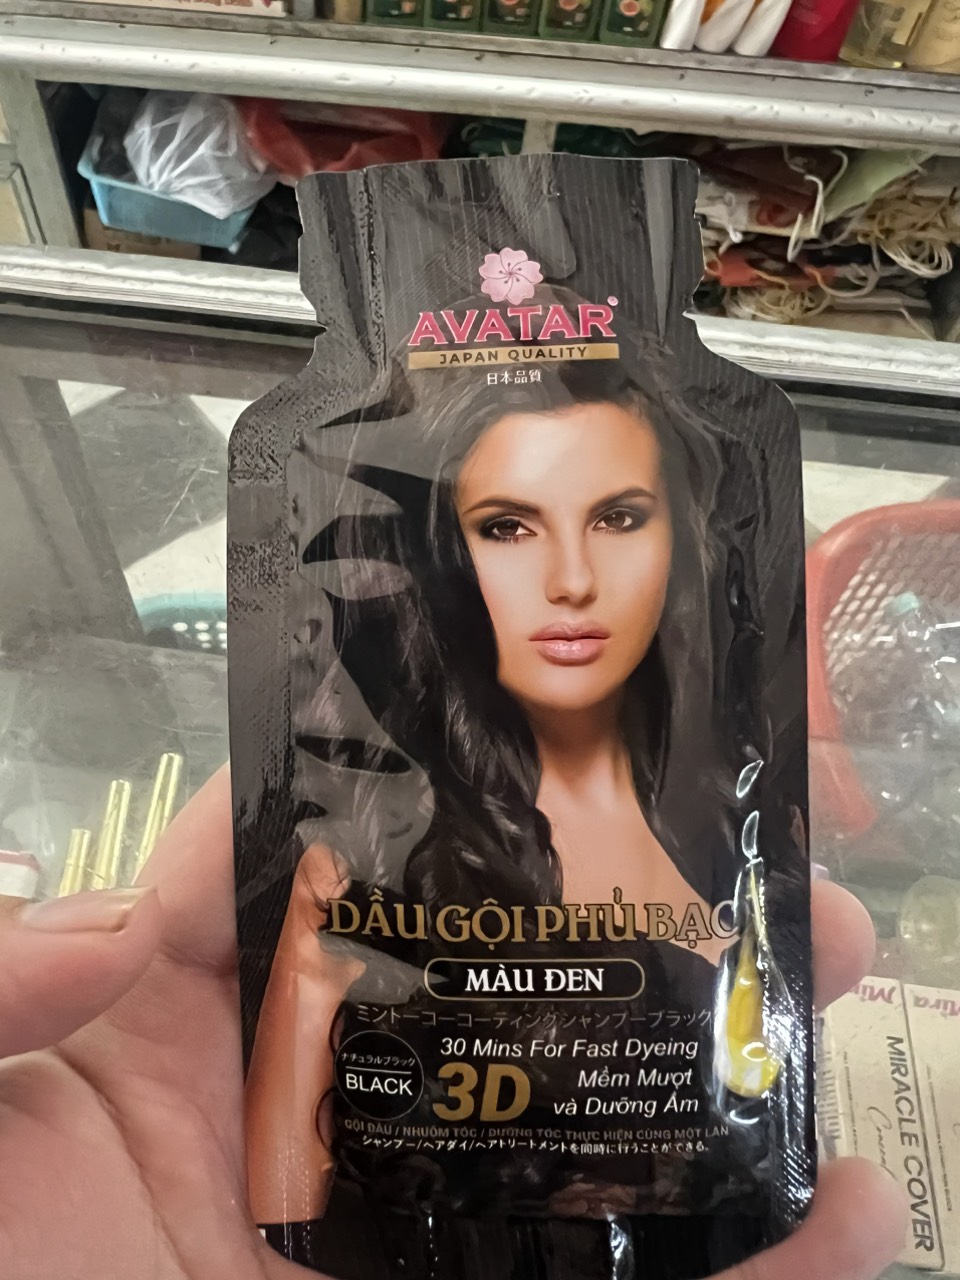 AVATAR
JAPAN QUALITY
日本品質
DẦU GỘI PHỦ BẠC
MÀU ĐEN
ミントーコーコーティングシャンプーブラック
ナチュラルブラック
BLACK
30 Mins For Fast Dyeing
3D
Mềm Mượt
và Dưỡng Ẩm
GỘI ĐẦU / NHUỘM TÓC / DƯỠNG TÓC THỰC HIỆN CÙNG MỘT LẦN
シャンプー/ヘアダイ/ヘアトリートメントを同時に行うことができる。
Mira
MIRACLE COVER